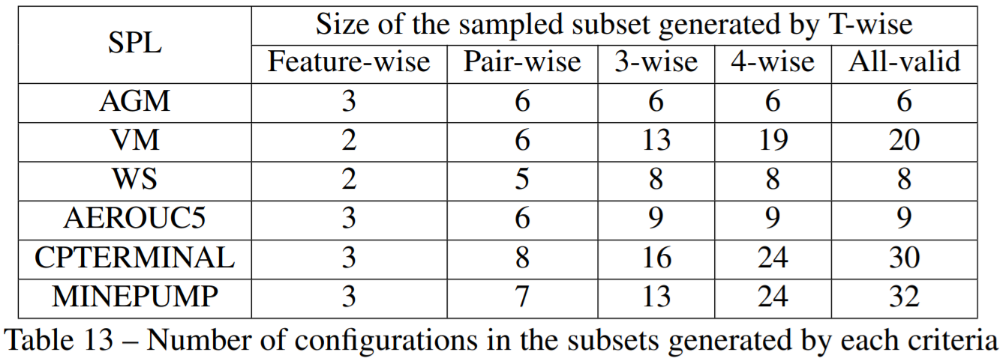 SPL Size of the sampled subset generated by T-wise
Feature-wise Pair-wise 3-wise 4-wise All-valid
AGM 3 6 6 6 6
VM 2 6 13 19 20
WS 2 5 8 8 8
AEROUC5 3 6 9 9 9
CPTERMINAL 3 8 16 24 30
MINEPUMP 3 7 13 24 32
Table 13 – Number of configurations in the subsets generated by each criteria